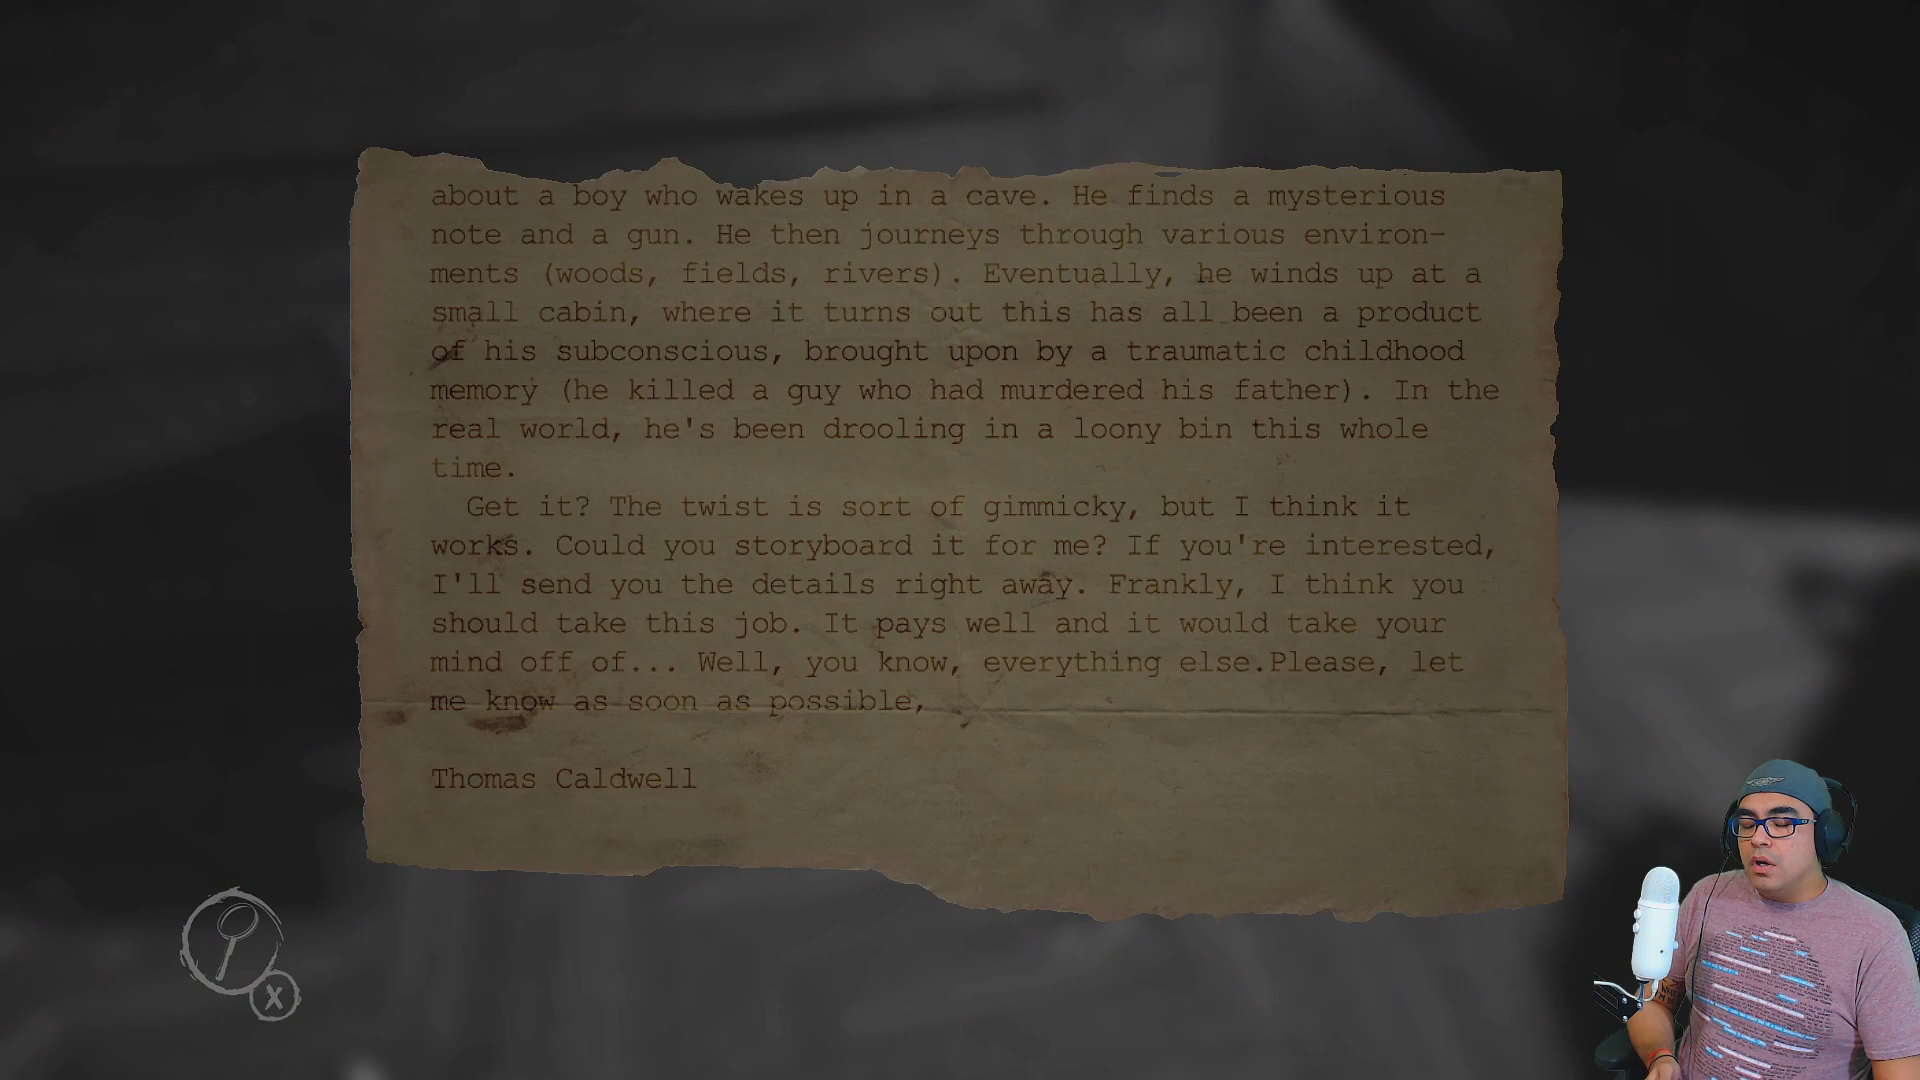 about a boy who wakes up in a cave. He finds a mysterious
note and a gun. He then journeys through various environ-
ments (woods, fields, rivers). Eventually, he winds up at a
small cabin, where it turns out this has all been a product
of his subconscious, brought upon by a traumatic childhood
memory (he killed a guy who had murdered his father). In the
real world, he's been drooling in a loony bin this whole
time.
Get it? The twist is sort of gimmicky, but I think it
works. Could you storyboard it for me? If you're interested,
I'll send you the details right away. Frankly, I think you
should take this job. It pays well and it would take your
mind off of... Well, you know, everything else.Please, let
me know as soon as possible,
Thomas Caldwell
X